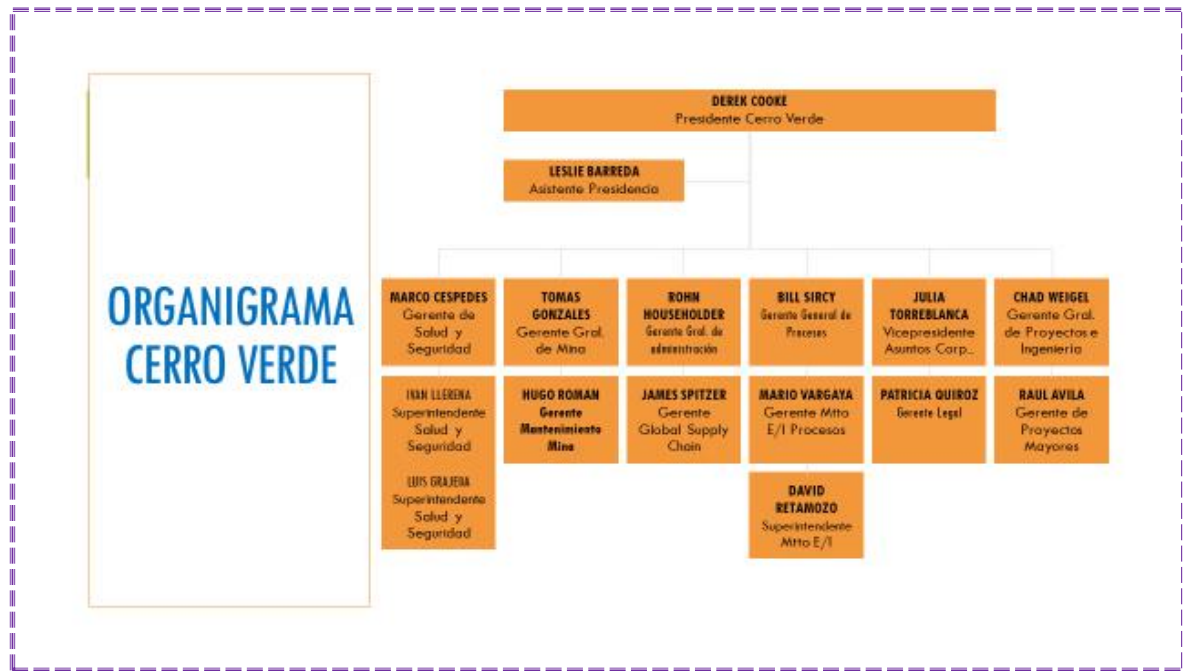 ORGANIGRAMA
CERRO VERDE
DEREK COOKE
Presidente Cerro Verde
LESLIE BARREDA
Asistente Presidencia
MARCO CESPEDES
Gerente de
Salud y
Seguridad
TOMAS
GONZALES
Gerente Gral.
de Mina
ROHN
HOUSEHOLDER
Gerente Gral. de
administración
BILL SIRCY
Gerente General de
Procesos
JULIA
TORREBLANCA
Vicepresidente
Asuntos Corp..
CHAD WEIGEL
Gerente Gral.
de Proyectos e
Ingeniería
IVAN LLERENA
Superintendente
Salud y
Seguridad
LUIS GRAJEDA
Superintendente
Salud y
Seguridad
HUGO ROMAN
Gerente
Mantenimiento
Mina
JAMES SPITZER
Gerente
Global Supply
Chain
MARIO VARGAYA
Gerente Mtto
E/I Procesos
PATRICIA QUIROZ
Gerente Legal
RAUL AVILA
Gerente de
Proyectos
Mayores
DAVID
RETAMOZO
Superintendente
Mtto E/I